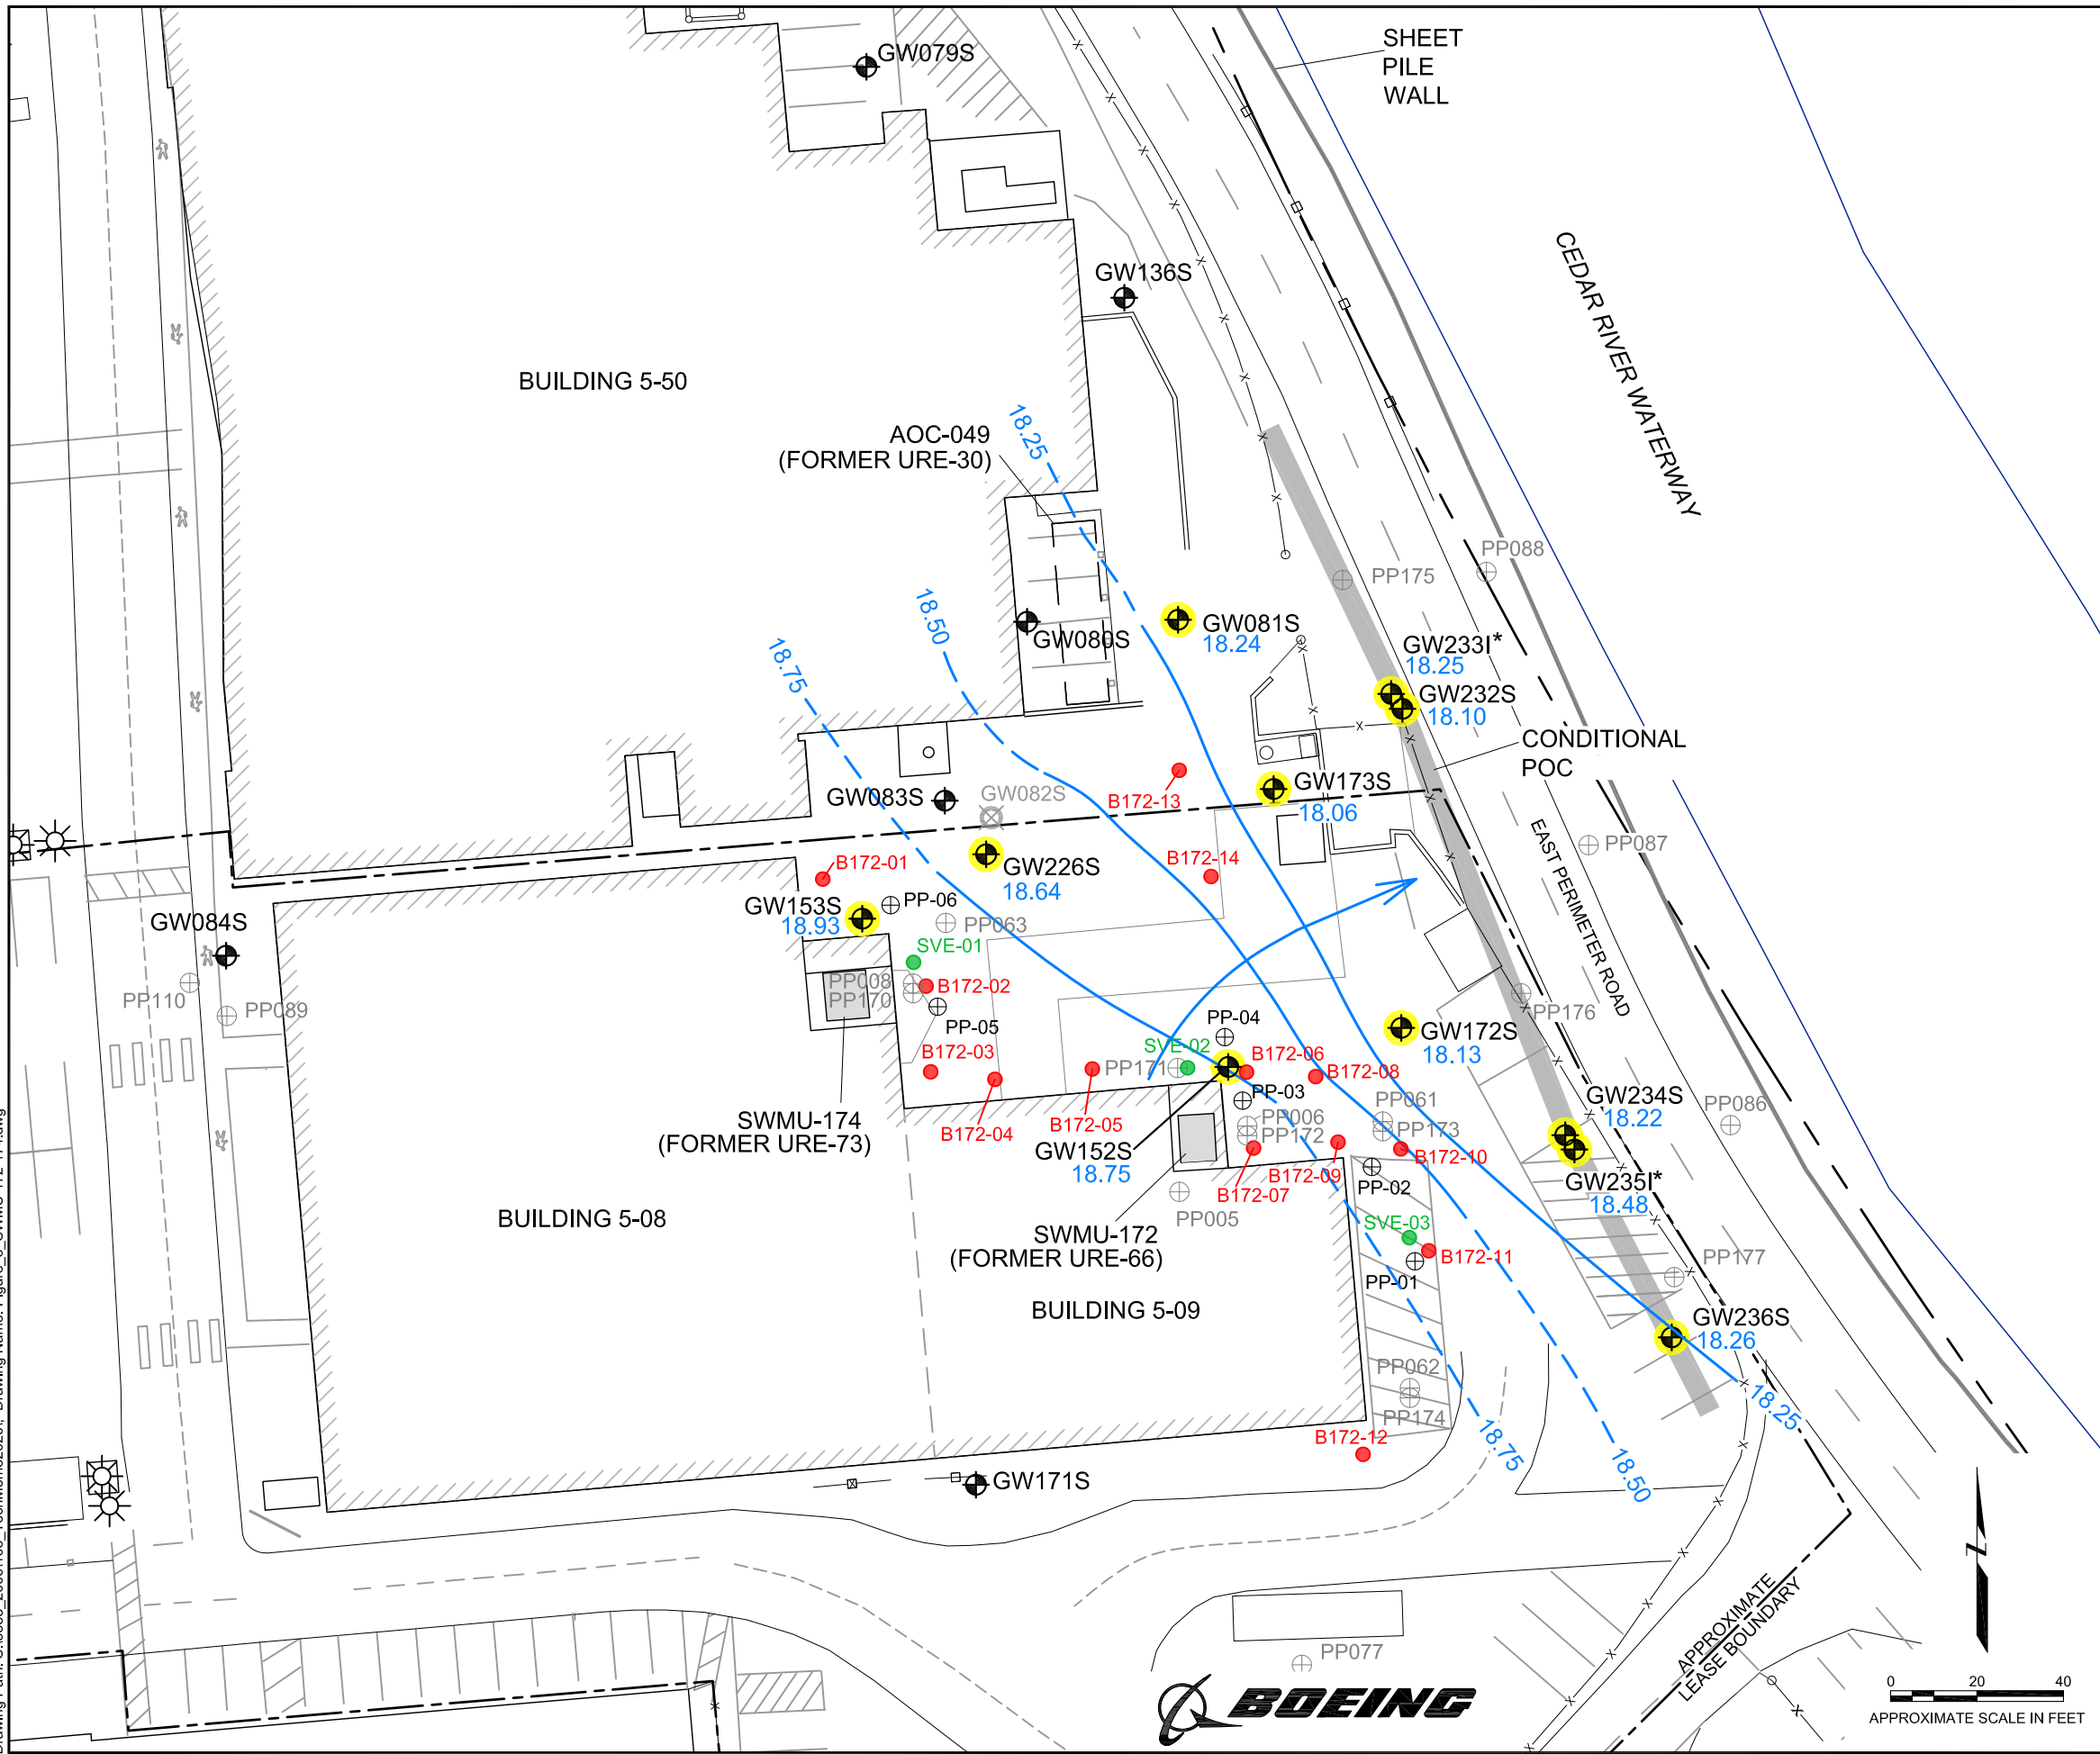 SHEET
PILE
WALL
GW079S
CEDAR RIVER WATERWAY
GW136S
BUILDING 5-50
AOC-049
(FORMER URE-30)
18.25
18.50
18.75
PP088
PP175
GW080S
GW081S
18.24
GW233I*
18.25
GW232S
18.10
CONDITIONAL
POC
GW083S
GW082S
B172-13
GW173S
18.06
EAST PERIMETER ROAD
PP087
B172-01
GW226S
18.64
B172-14
GW153S
18.93
PP-06
PP063
GW084S
SVE-01
PP008
PP170
B172-02
PP110
PP089
PP-05
PP-04
PP176
GW172S
18.13
B172-03
SVE-02
PP171
B172-06
B172-08
PP-03
GW234S
18.22
PP086
SWMU-174
(FORMER URE-73)
B172-04
B172-05
PP006
PP172
PP061
PP173
GW152S
18.75
B172-09
B172-10
B172-07
PP-02
GW235I*
18.48
PP005
BUILDING 5-08
SWMU-172
(FORMER URE-66)
SVE-03
B172-11
PP-01
PP177
BUILDING 5-09
GW236S
18.26
PP062
PP174
18.25
B172-12
18.75
18.50
GW171S
APPROXIMATE
LEASE BOUNDARY
PP077
BOEING
Z
0 20 40
APPROXIMATE SCALE IN FEET